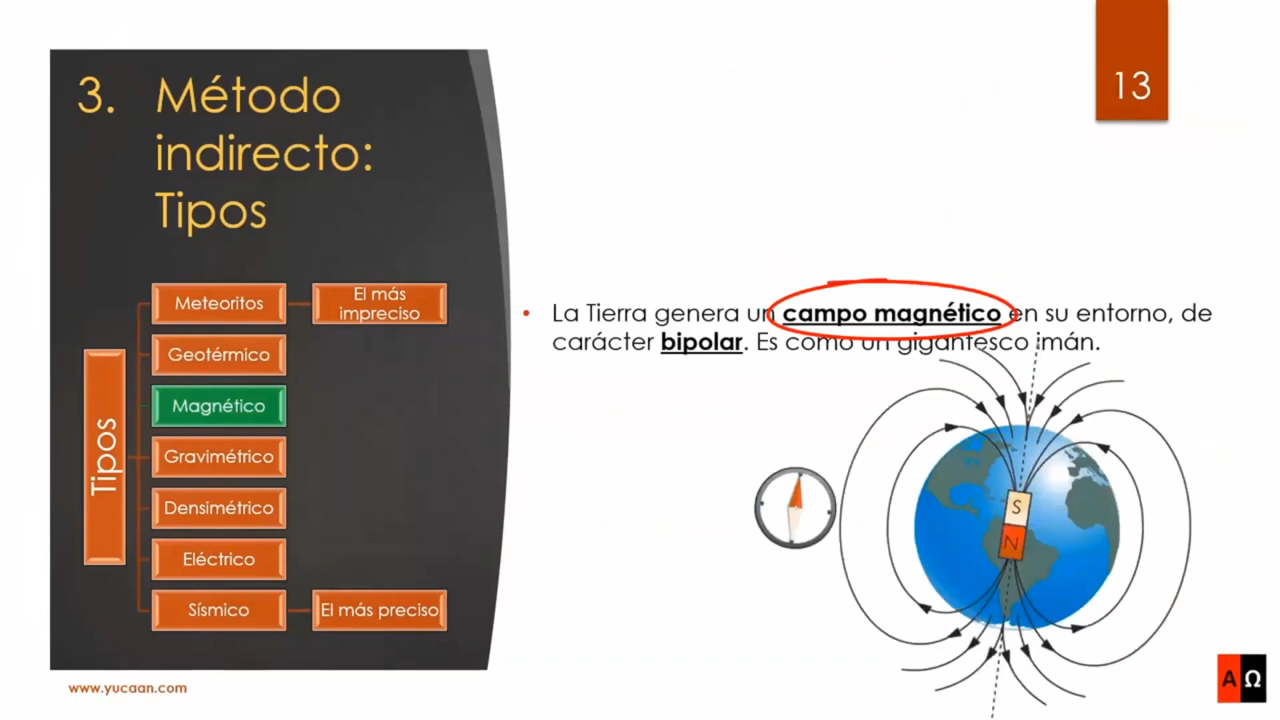 13
3. Método
indirecto:
Tipos
Tipos
Meteoritos
El más
impreciso
Geotérmico
Magnético
Gravimétrico
Densimétrico
Eléctrico
Sísmico
El más preciso
• La Tierra genera un campo magnético en su entorno, de
carácter bipolar. Es como un gigantesco imán.
S
N
www.yucaan.com
AΩ